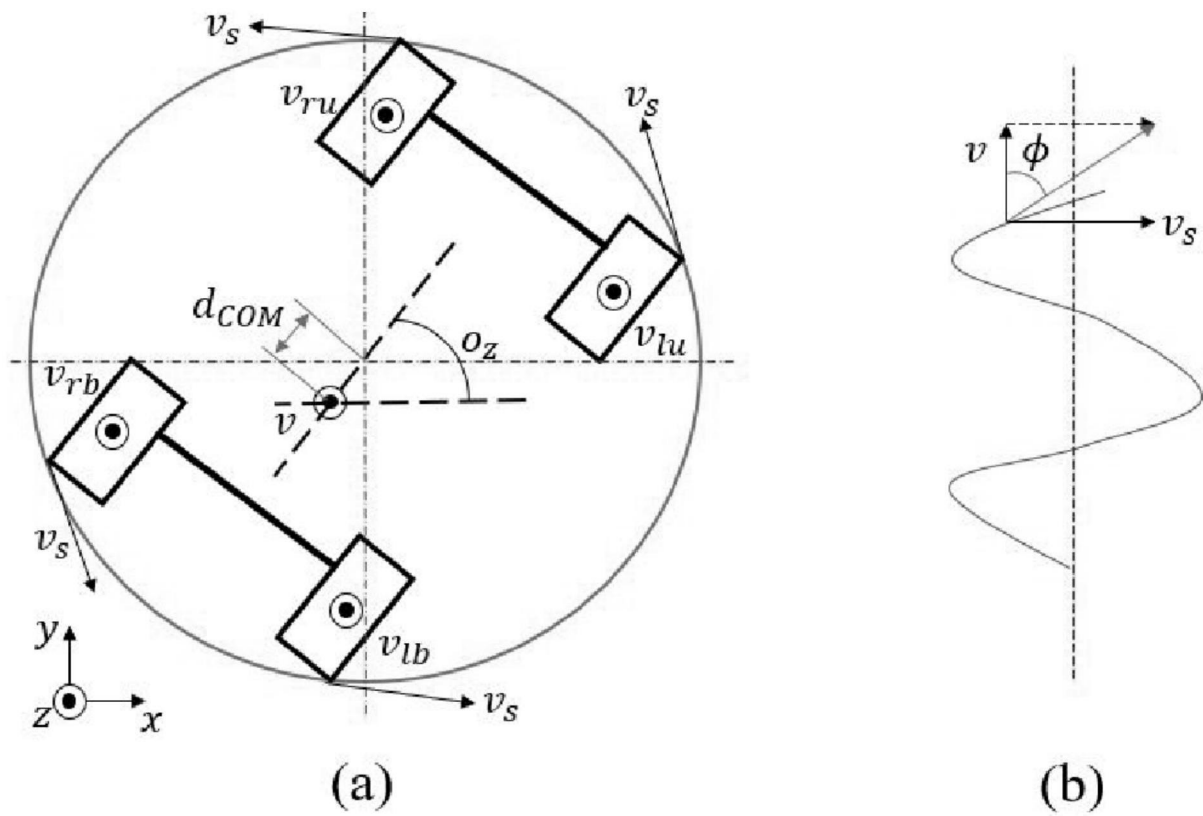 v_s
v_ru
v_s
v_lu
d_COM
o_z
v
v_rb
v_s
v_lb
v_s
y
z
x
(a)
v
ϕ
v_s
(b)